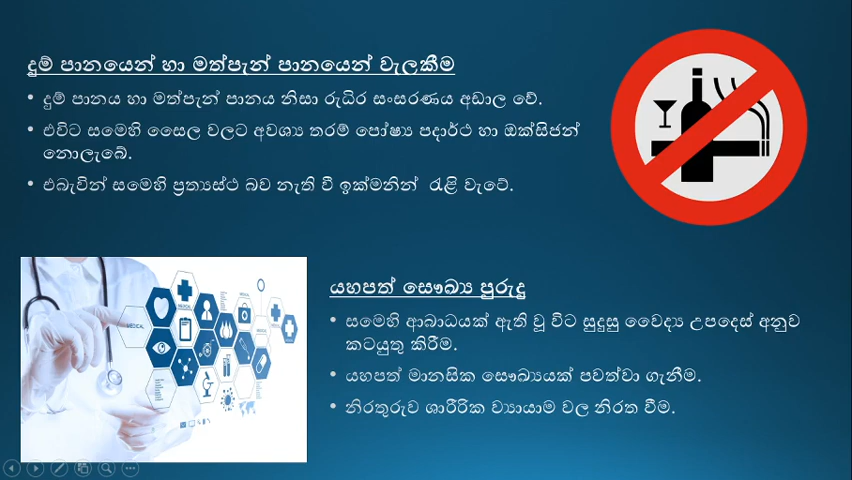 දුම් පානයෙන් හා මත්පැන් පානයෙන් වැලකීම
• දුම් පානය හා මත්පැන් පානය නිසා රුධිර සංසරණය අඩාල වේ.
• එවිට සමෙහි සෛල වලට අවශ්‍ය තරම් පෝෂ්‍ය පදාර්ථ හා ඔක්සිජන්
නොලැබේ.
• එබැවින් සමෙහි ප්‍රත්‍යස්ථ බව නැති වී ඉක්මනින් රැළි වැටේ.
යහපත් සෞඛ්‍ය පුරුදු
• සමෙහි ආබාධයක් ඇති වූ විට සුදුසු වෛද්‍ය උපදෙස් අනුව
කටයුතු කිරීම.
• යහපත් මානසික සෞඛ්‍යයක් පවත්වා ගැනීම.
• නිරතුරුව ශාරීරික ව්‍යායාම වල නිරත වීම.
MEDICAL